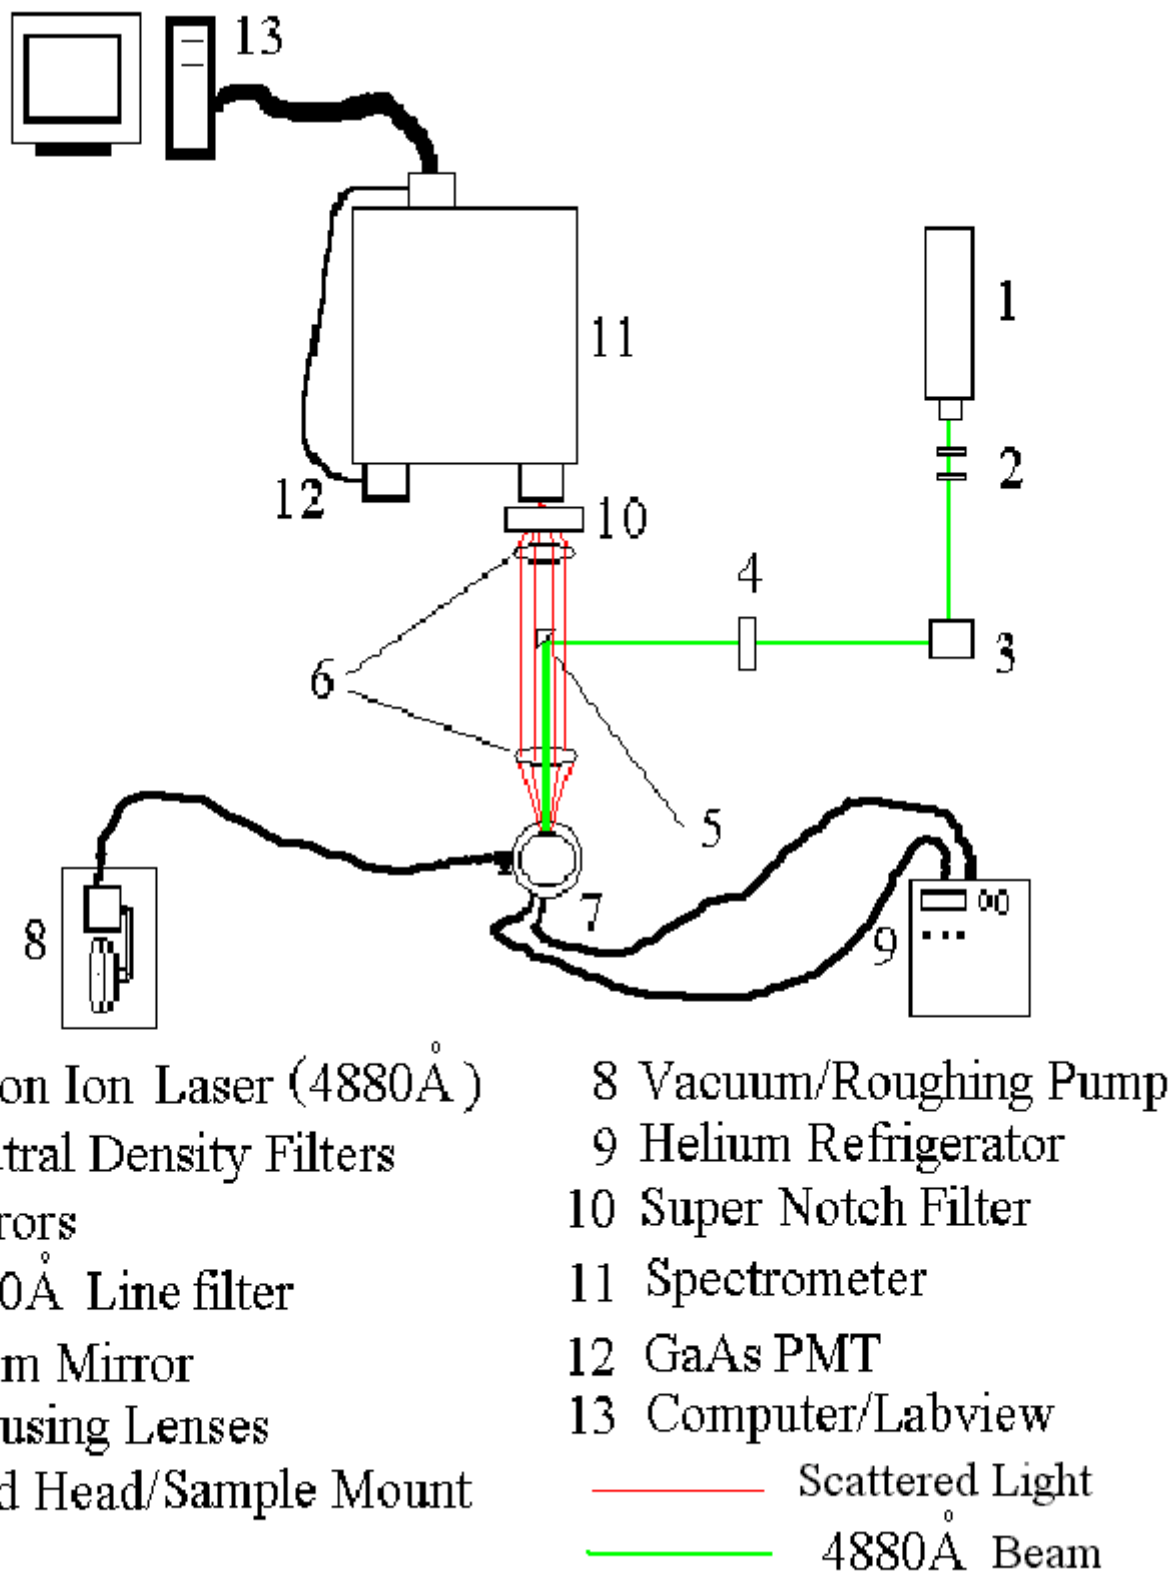 13
1
11
2
12
10
4
3
6
5
7
8
9
on Ion Laser (4880Å)
tral Density Filters
rors
0Å Line filter
m Mirror
using Lenses
d Head/Sample Mount
8 Vacuum/Roughing Pump
9 Helium Refrigerator
10 Super Notch Filter
11 Spectrometer
12 GaAs PMT
13 Computer/Labview
Scattered Light
4880Å Beam